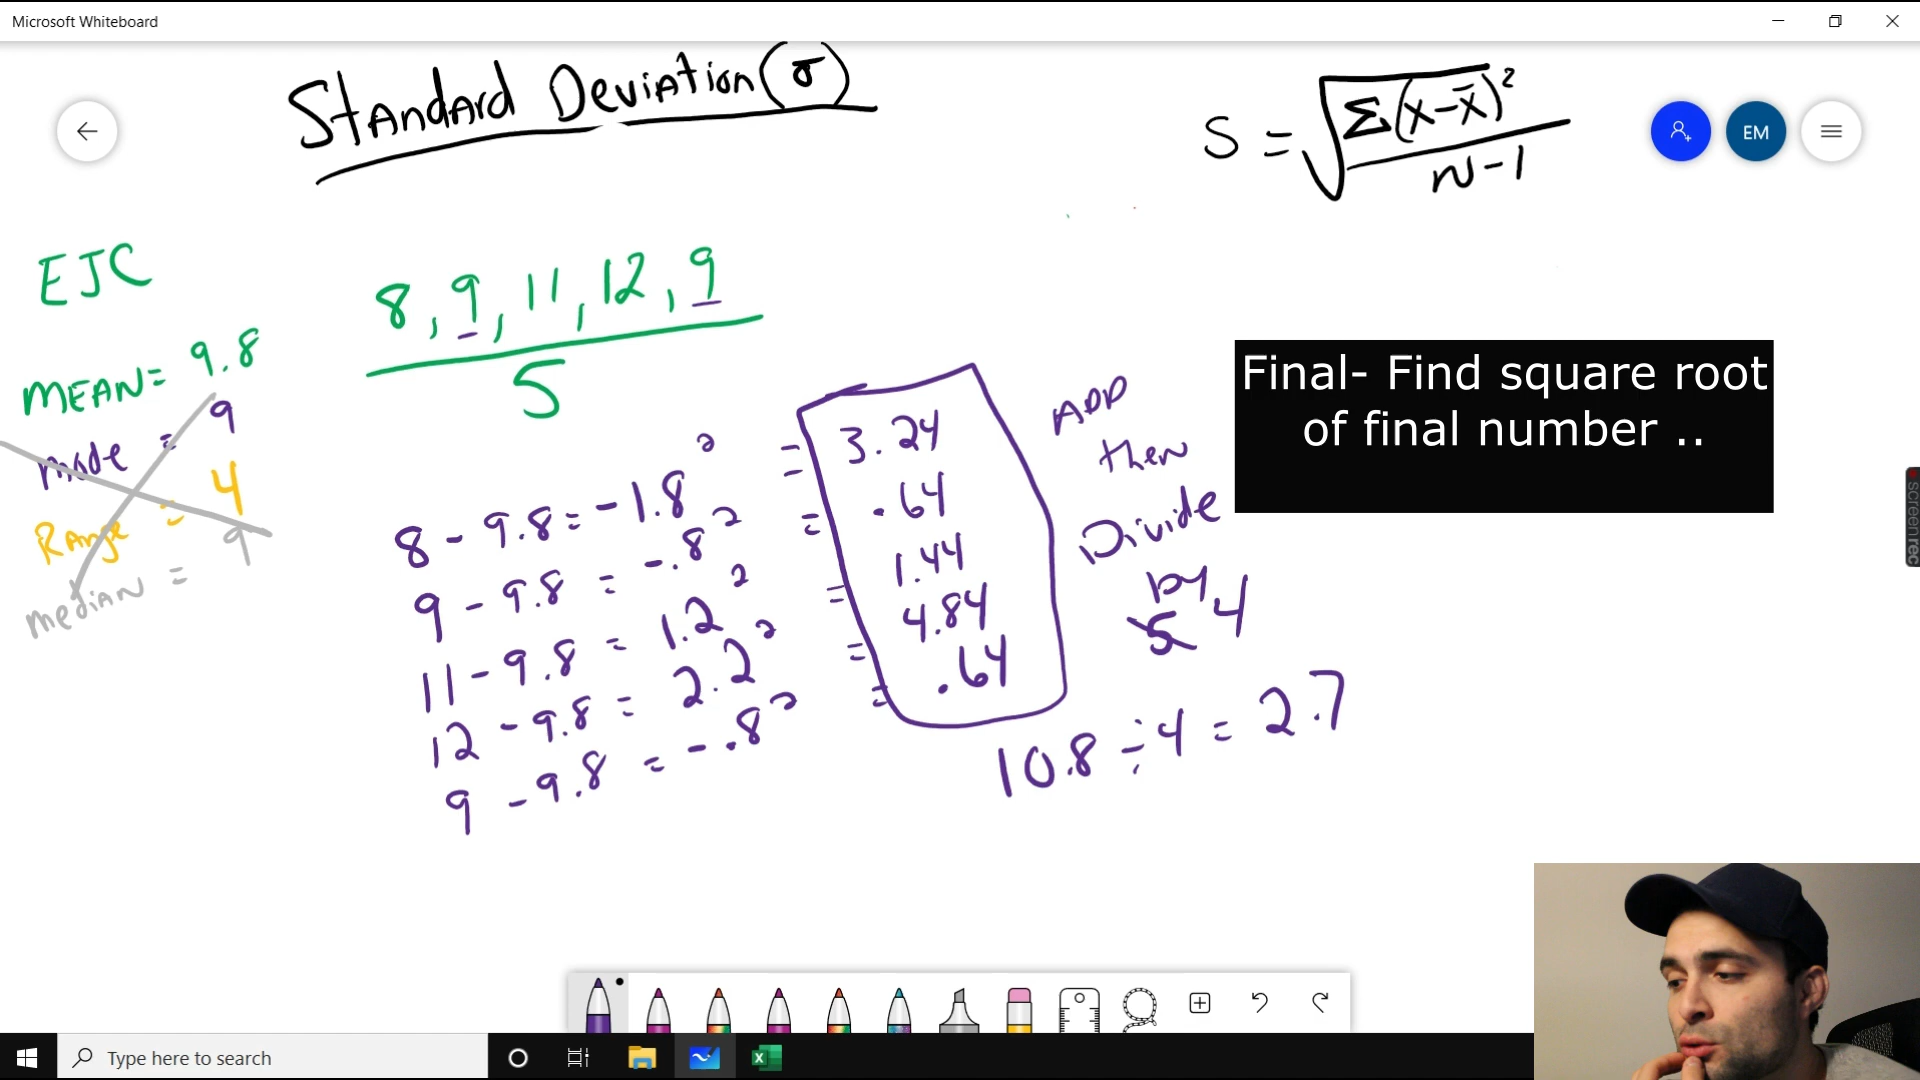 Microsoft Whiteboard
Standard Deviation (σ)
S = √Σ(x-x̄)²
N-1
EM
EJC
8, 9, 11, 12, 9
5
MEAN = 9.8
mode = 9
Range = 4
median = 9
8 - 9.8 = -1.8² = 3.24
9 - 9.8 = -.8² = .64
11 - 9.8 = 1.2² = 1.44
12 - 9.8 = 2.2² = 4.84
9 - 9.8 = -.8² = .64
ADD
then
Divide
by
5 4
10.8 ÷ 4 = 2.7
Final- Find square root
of final number ..
screenrec
Type here to search